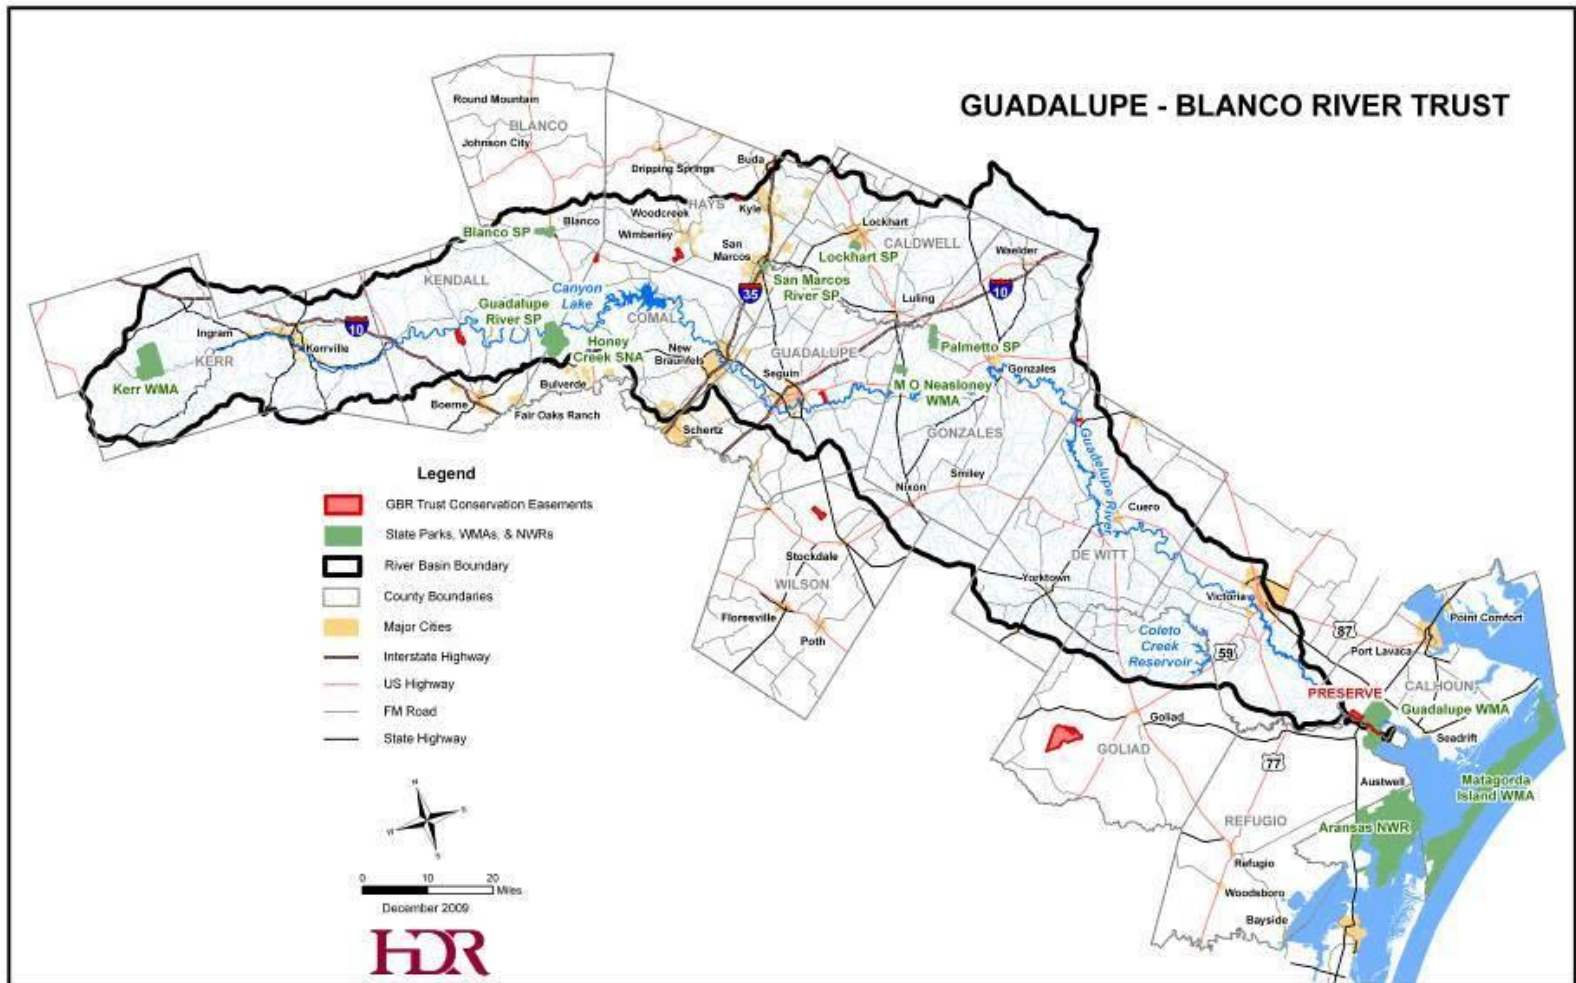 GUADALUPE - BLANCO RIVER TRUST
Round Mountain
BLANCO
Johnson City
Dripping Springs
Buda
HAYS
Kyle
Woodcreek
Blanco
Wimberley
Blanco SP
San
Marcos
Lockhart
CALDWELL
Lockhart SP
Waelder
KENDALL
Canyon
Lake
San Marcos
River SP
35
10
Luling
Guadalupe
River SP
COMAL
10
Ingram
KERR
Kerrville
Kerr WMA
Honey
Creek SNA
New
Braunfels
GUADALUPE
Seguin
Palmetto SP
Gonzales
M O Neasloney
WMA
Bulverde
Boerne
Fair Oaks Ranch
Schertz
GONZALES
Guadelupe River
Smiley
Nixon
Cuero
DE WITT
Stockdale
WILSON
Floresville
Poth
Yorktown
Victoria
Coleto
Creek
Reservoir
59
87
Point Comfort
Port Lavaca
PRESERVE
CALHOUN
Guadalupe WMA
Seadrift
Goliad
GOLIAD
77
Austwell
Matagorda
Island WMA
Aransas NWR
REFUGIO
Refugio
Woodsboro
Bayside
Legend
GBR Trust Conservation Easements
State Parks, WMAs, & NWRs
River Basin Boundary
County Boundaries
Major Cities
Interstate Highway
US Highway
FM Road
State Highway
N
W
S
0 10 20
Miles
December 2009
HDR